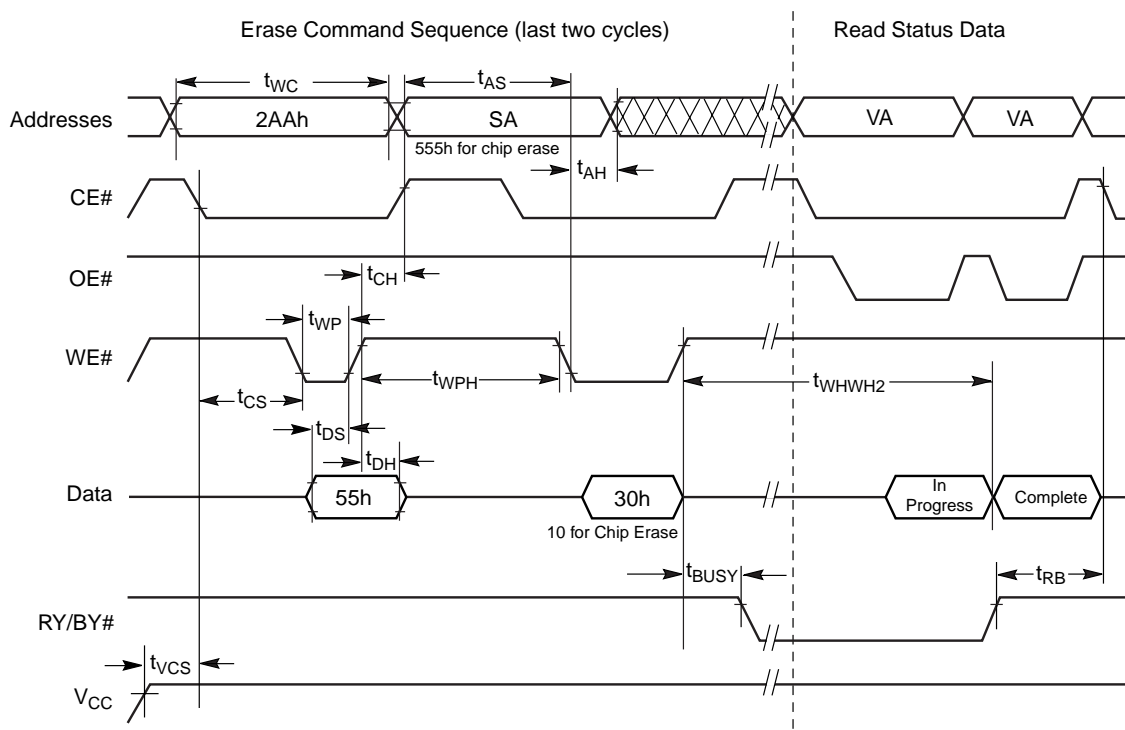 Erase Command Sequence (last two cycles)
Read Status Data
tWC
tAS
Addresses
2AAh
SA
VA
VA
555h for chip erase
tAH
CE#
OE#
tCH
tWP
WE#
tWPH
tWHWH2
tCS
tDS
tDH
Data
55h
30h
In
Progress
Complete
10 for Chip Erase
tBUSY
tRB
RY/BY#
tVCS
VCC